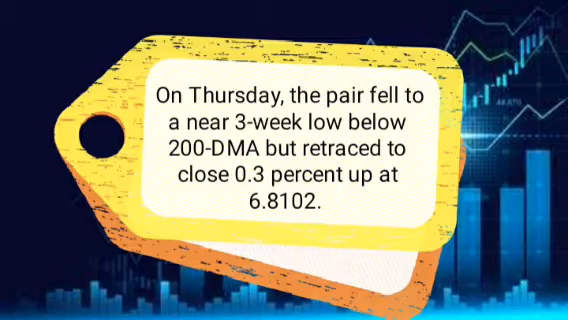 On Thursday, the pair fell to
a near 3-week low below
200-DMA but retraced to
close 0.3 percent up at
6.8102.